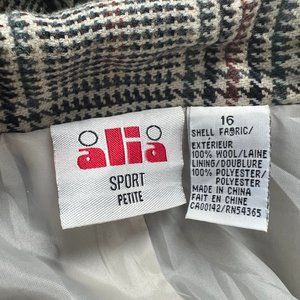 alia
SPORT
PETITE
16
SHELL FABRIC/
EXTÉRIEUR
100% WOOL/LAINE
LINING/DOUBLURE
100% POLYESTER/
POLYESTER
MADE IN CHINA
FAIT EN CHINE
CA00142/RN54365